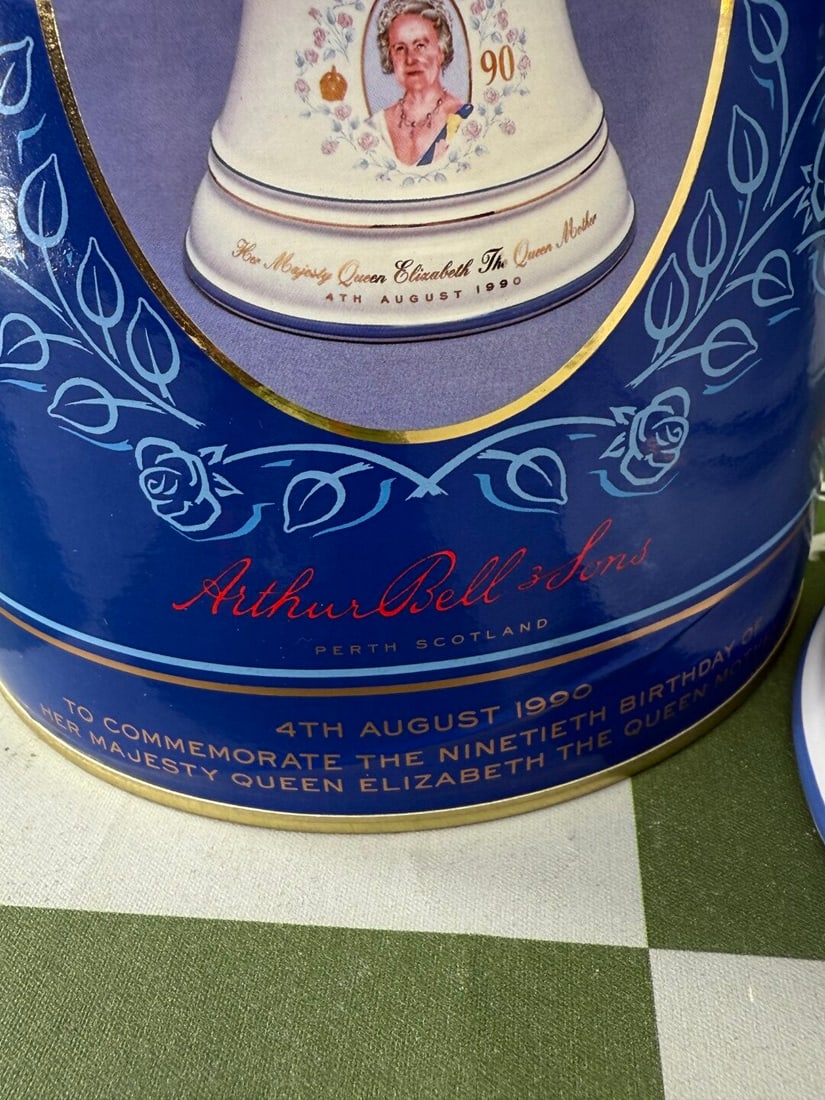 90
Her Majesty Queen Elizabeth The Queen Mother
4TH AUGUST 1990
Arthur Bell & Sons
PERTH SCOTLAND
4TH AUGUST 1990
TO COMMEMORATE THE NINETIETH BIRTHDAY OF
HER MAJESTY QUEEN ELIZABETH THE QUEEN MOTHER